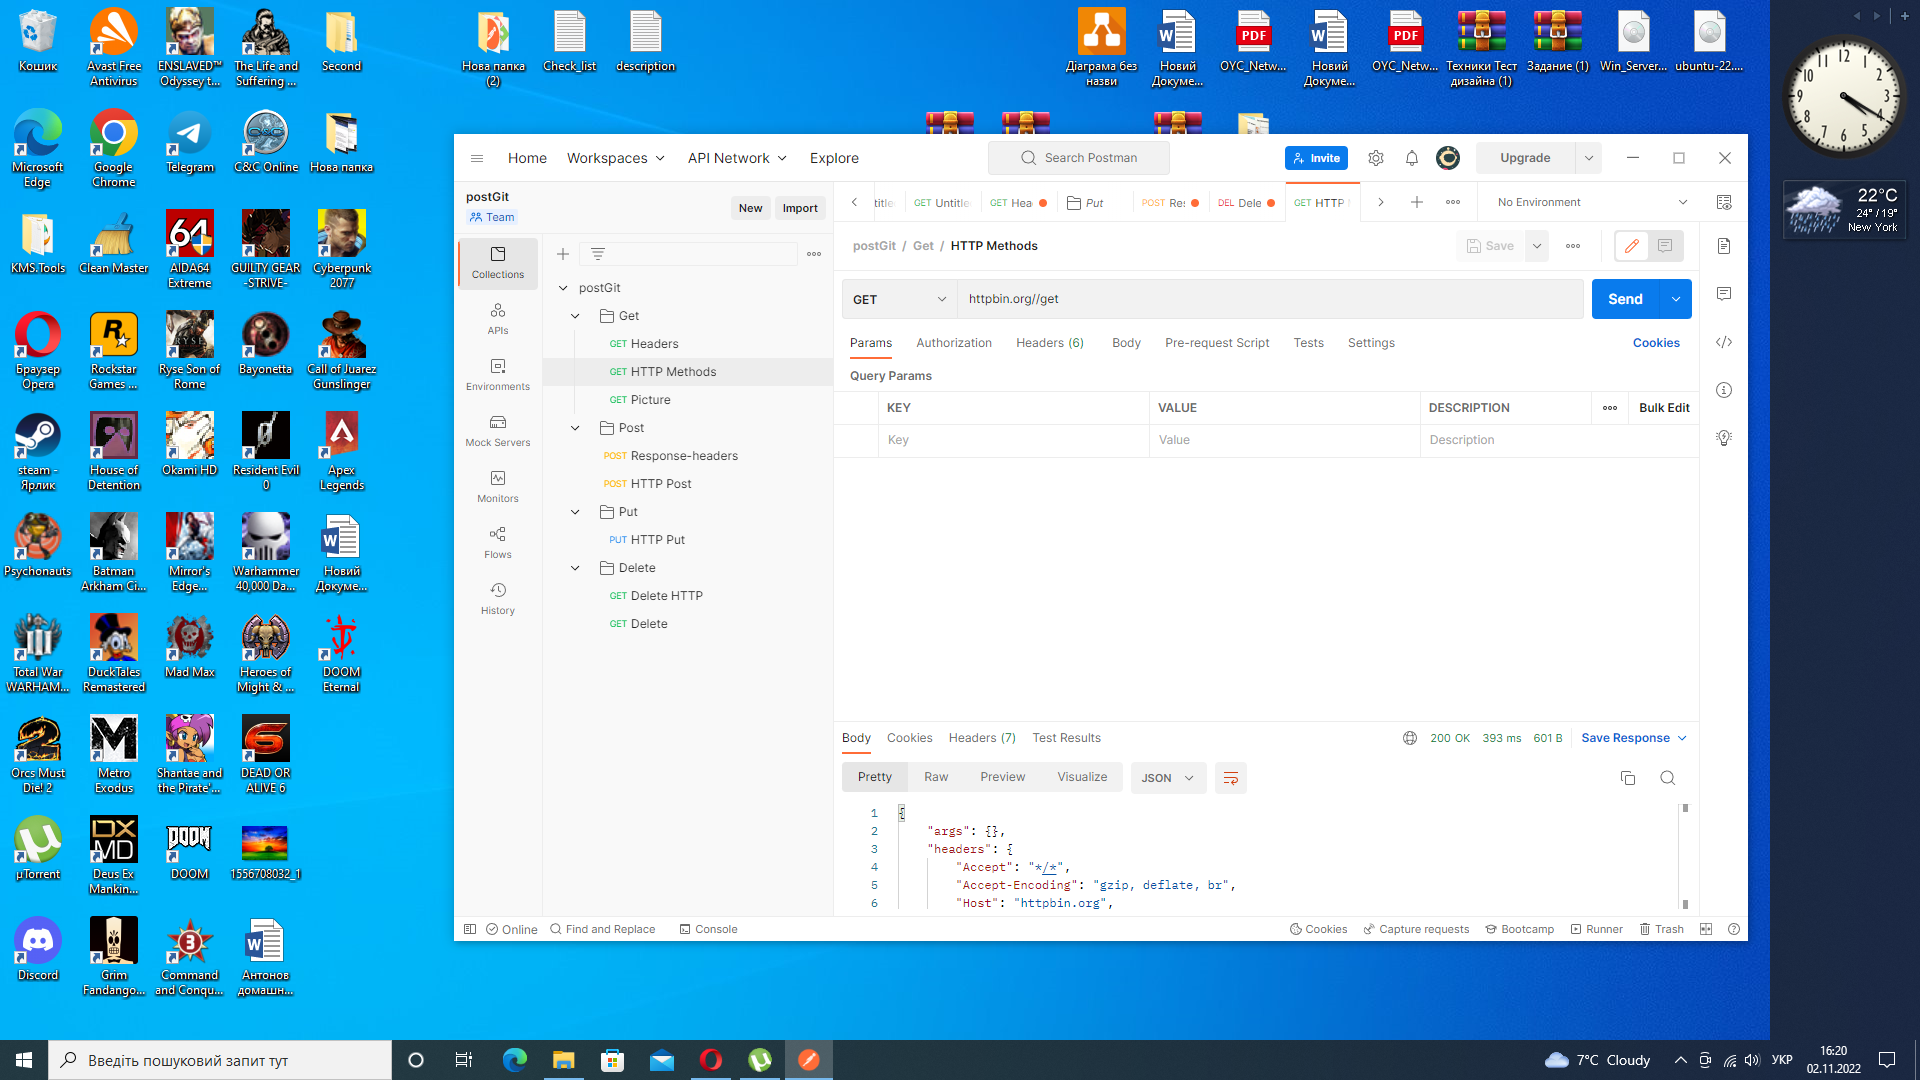 Кошик
Avast Free
Antivirus
ENSLAVED™
Odyssey t...
The Life and
Suffering ...
Second
Нова папка
(2)
Check_list
description
Діаграма без
назви
Новий
Докуме...
OYC_Netw...
Новий
Докуме...
OYC_Netw...
Техники Тест
дизайна (1)
Задание (1)
Win_Server...
ubuntu-22....
Microsoft
Edge
Google
Chrome
Telegram
C&C Online
Нова папка
KMS.Tools
Clean Master
AIDA64
Extreme
GUILTY GEAR
-STRIVE-
Cyberpunk
2077
Браузер
Opera
Rockstar
Games ...
Ryse Son of
Rome
Bayonetta
Call of Juarez
Gunslinger
steam -
Ярлик
House of
Detention
Okami HD
Resident Evil
0
Apex
Legends
Psychonauts
Batman
Arkham Ci...
Mirror's
Edge...
Warhammer
40,000 Da...
Новий
Докуме...
Total War
WARHAM...
DuckTales
Remastered
Mad Max
Heroes of
Might & ...
DOOM
Eternal
Orcs Must
Die! 2
Metro
Exodus
Shantae and
the Pirate'...
DEAD OR
ALIVE 6
µTorrent
Deus Ex
Mankin...
DOOM
1556708032_1
Discord
Grim
Fandango...
Command
and Conqu...
Антонов
домашн...
Home Workspaces API Network Explore
Search Postman
Invite
Upgrade
postGit
Team
New Import
GET Untitle
GET Hea
Put
POST Res
DEL Dele
GET HTTP
No Environment
Collections
APIs
Environments
Mock Servers
Monitors
Flows
History
postGit
Get
GET Headers
GET HTTP Methods
GET Picture
Post
POST Response-headers
POST HTTP Post
Put
PUT HTTP Put
Delete
GET Delete HTTP
GET Delete
postGit / Get / HTTP Methods
Save
GET httpbin.org//get
Send
Params Authorization Headers (6) Body Pre-request Script Tests Settings Cookies
Query Params
KEY VALUE DESCRIPTION Bulk Edit
Key Value Description
Body Cookies Headers (7) Test Results 200 OK 393 ms 601 B Save Response
Pretty Raw Preview Visualize JSON
1 {
2 "args": {},
3 "headers": {
4 "Accept": "*/*",
5 "Accept-Encoding": "gzip, deflate, br",
6 "Host": "httpbin.org",
Online Find and Replace Console Cookies Capture requests Bootcamp Runner Trash
22°C
24° / 19°
New York
Введіть пошуковий запит тут
7°C Cloudy
УКР
16:20
02.11.2022